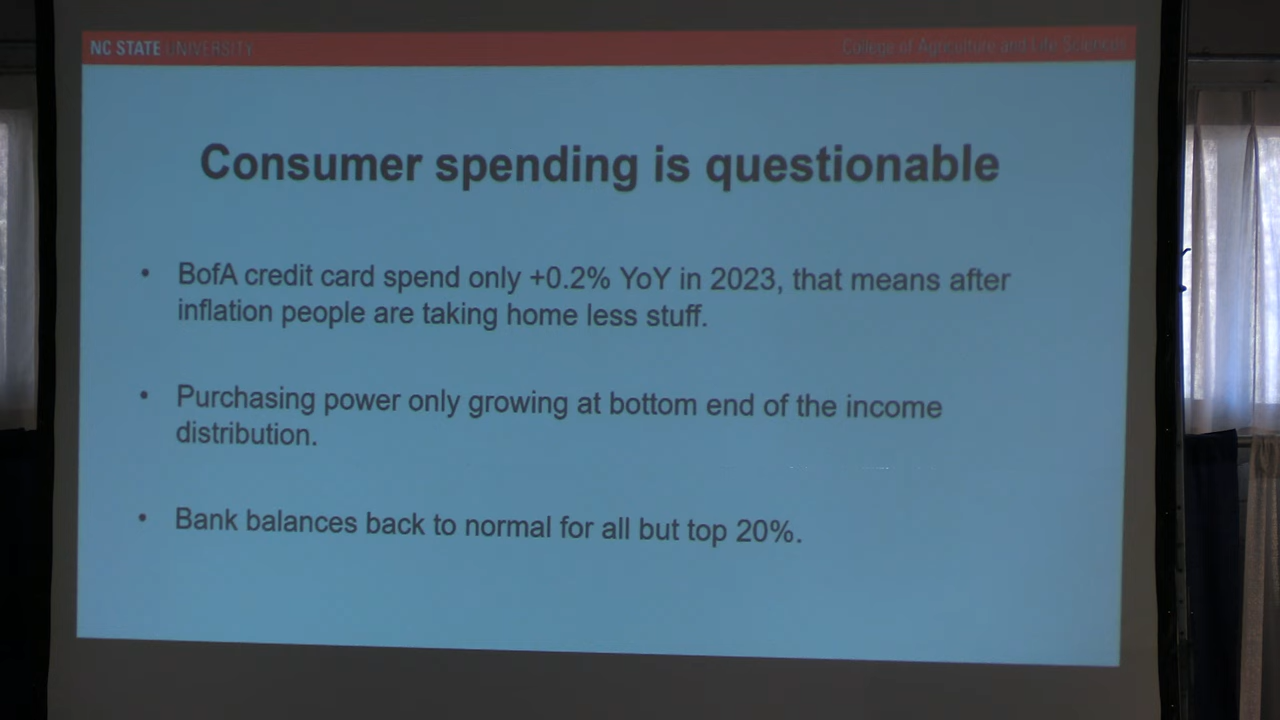 NC STATE UNIVERSITY
College of Agriculture and Life Sciences
Consumer spending is questionable
• BofA credit card spend only +0.2% YoY in 2023, that means after
inflation people are taking home less stuff.
• Purchasing power only growing at bottom end of the income
distribution.
• Bank balances back to normal for all but top 20%.